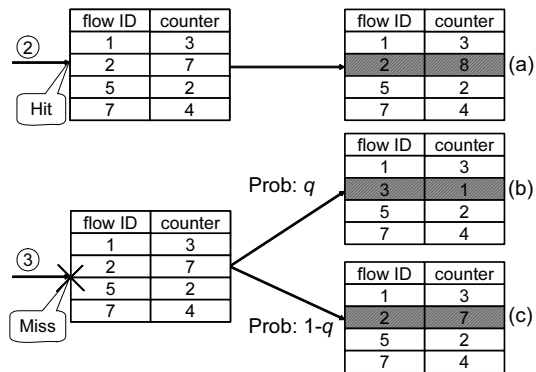 flow ID counter
1 3
2 7
5 2
7 4
②
Hit
flow ID counter
1 3
2 8
5 2
7 4
(a)
flow ID counter
1 3
2 7
5 2
7 4
③
Miss
Prob: q
flow ID counter
1 3
3 1
5 2
7 4
(b)
Prob: 1-q
flow ID counter
1 3
2 7
5 2
7 4
(c)